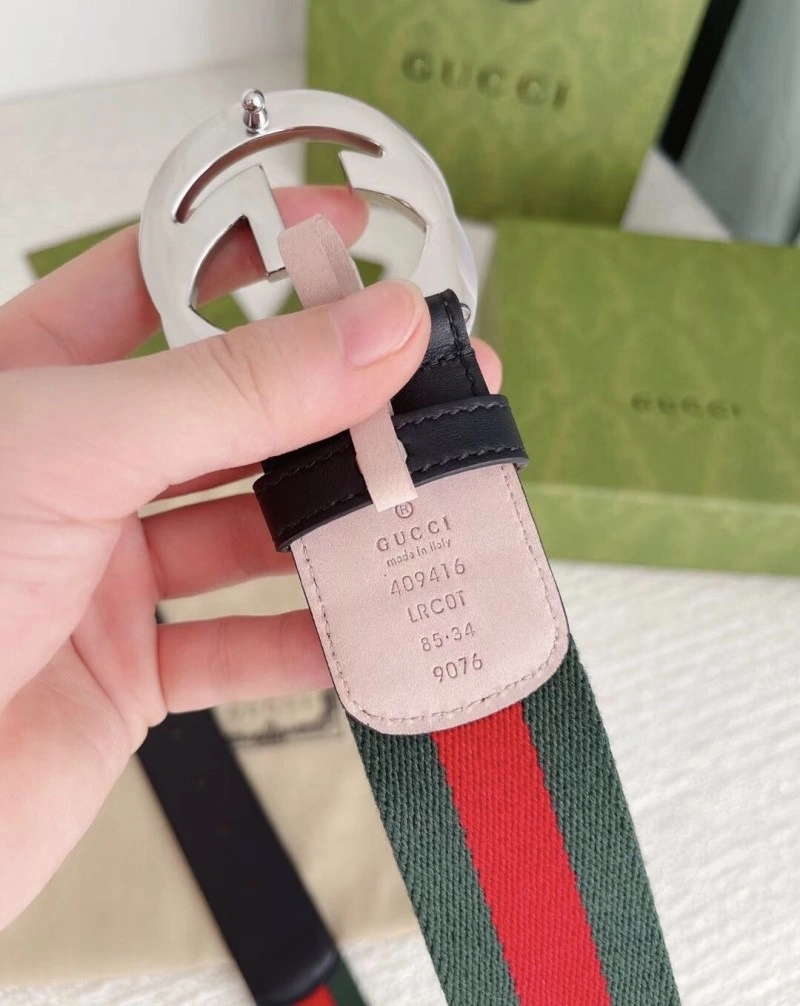 GUCCI
GUCCI
®
GUCCI
made in italy
409416
LRC0T
85·34
9076